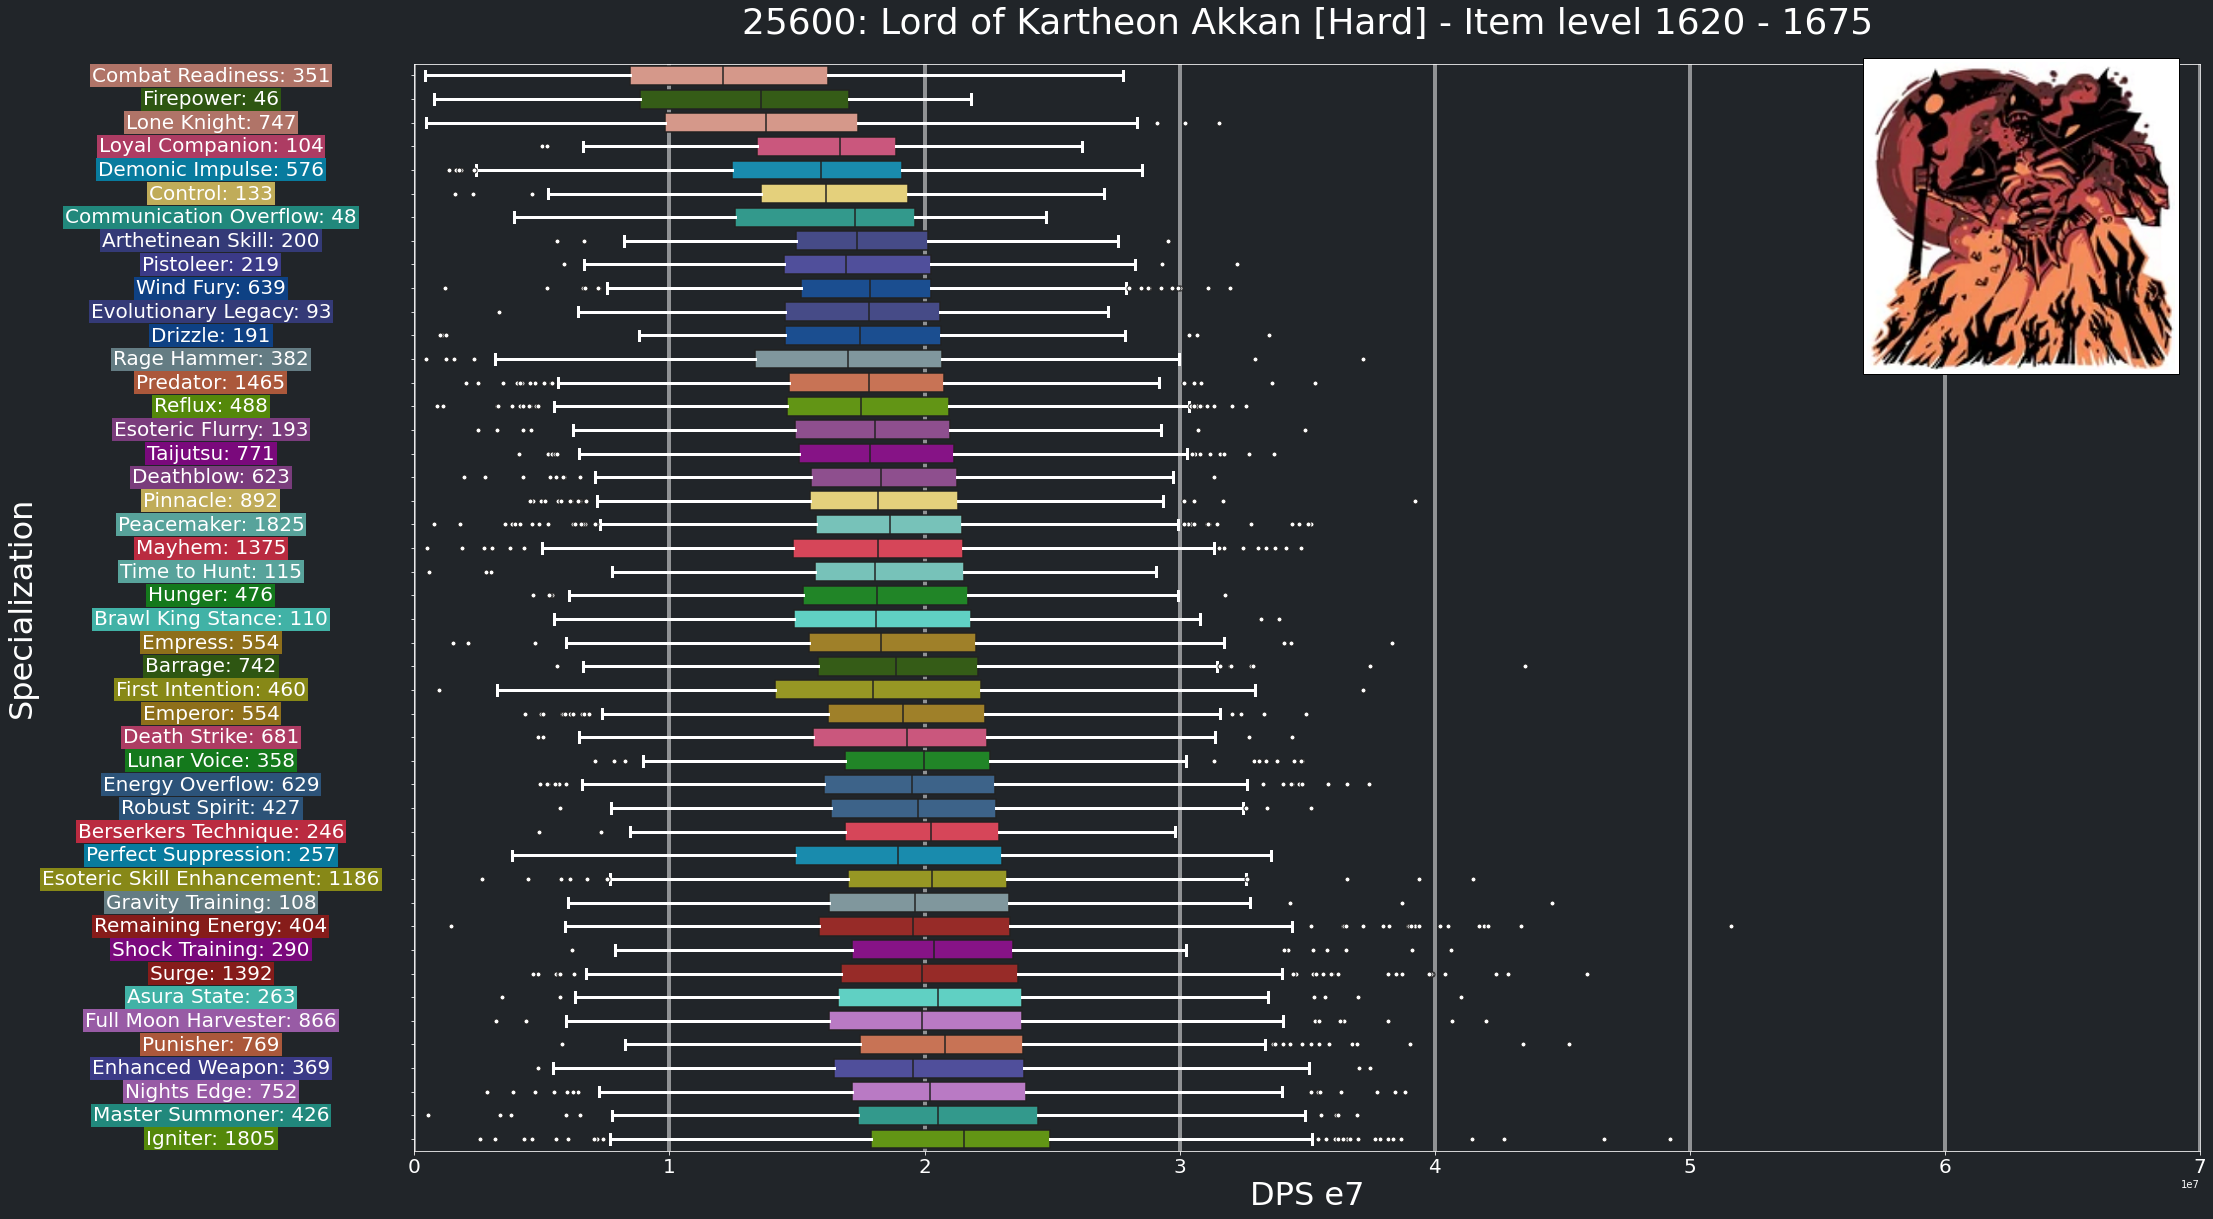 25600: Lord of Kartheon Akkan [Hard] - Item level 1620 - 1675
Combat Readiness: 351
Firepower: 46
Lone Knight: 747
Loyal Companion: 104
Demonic Impulse: 576
Control: 133
Communication Overflow: 48
Arthetinean Skill: 200
Pistoleer: 219
Wind Fury: 639
Evolutionary Legacy: 93
Drizzle: 191
Rage Hammer: 382
Predator: 1465
Reflux: 488
Esoteric Flurry: 193
Taijutsu: 771
Deathblow: 623
Pinnacle: 892
Peacemaker: 1825
Mayhem: 1375
Time to Hunt: 115
Hunger: 476
Brawl King Stance: 110
Empress: 554
Barrage: 742
First Intention: 460
Emperor: 554
Death Strike: 681
Lunar Voice: 358
Energy Overflow: 629
Robust Spirit: 427
Berserkers Technique: 246
Perfect Suppression: 257
Esoteric Skill Enhancement: 1186
Gravity Training: 108
Remaining Energy: 404
Shock Training: 290
Surge: 1392
Asura State: 263
Full Moon Harvester: 866
Punisher: 769
Enhanced Weapon: 369
Nights Edge: 752
Master Summoner: 426
Igniter: 1805
Specialization
0 1 2 3 4 5 6 7
1e7
DPS e7